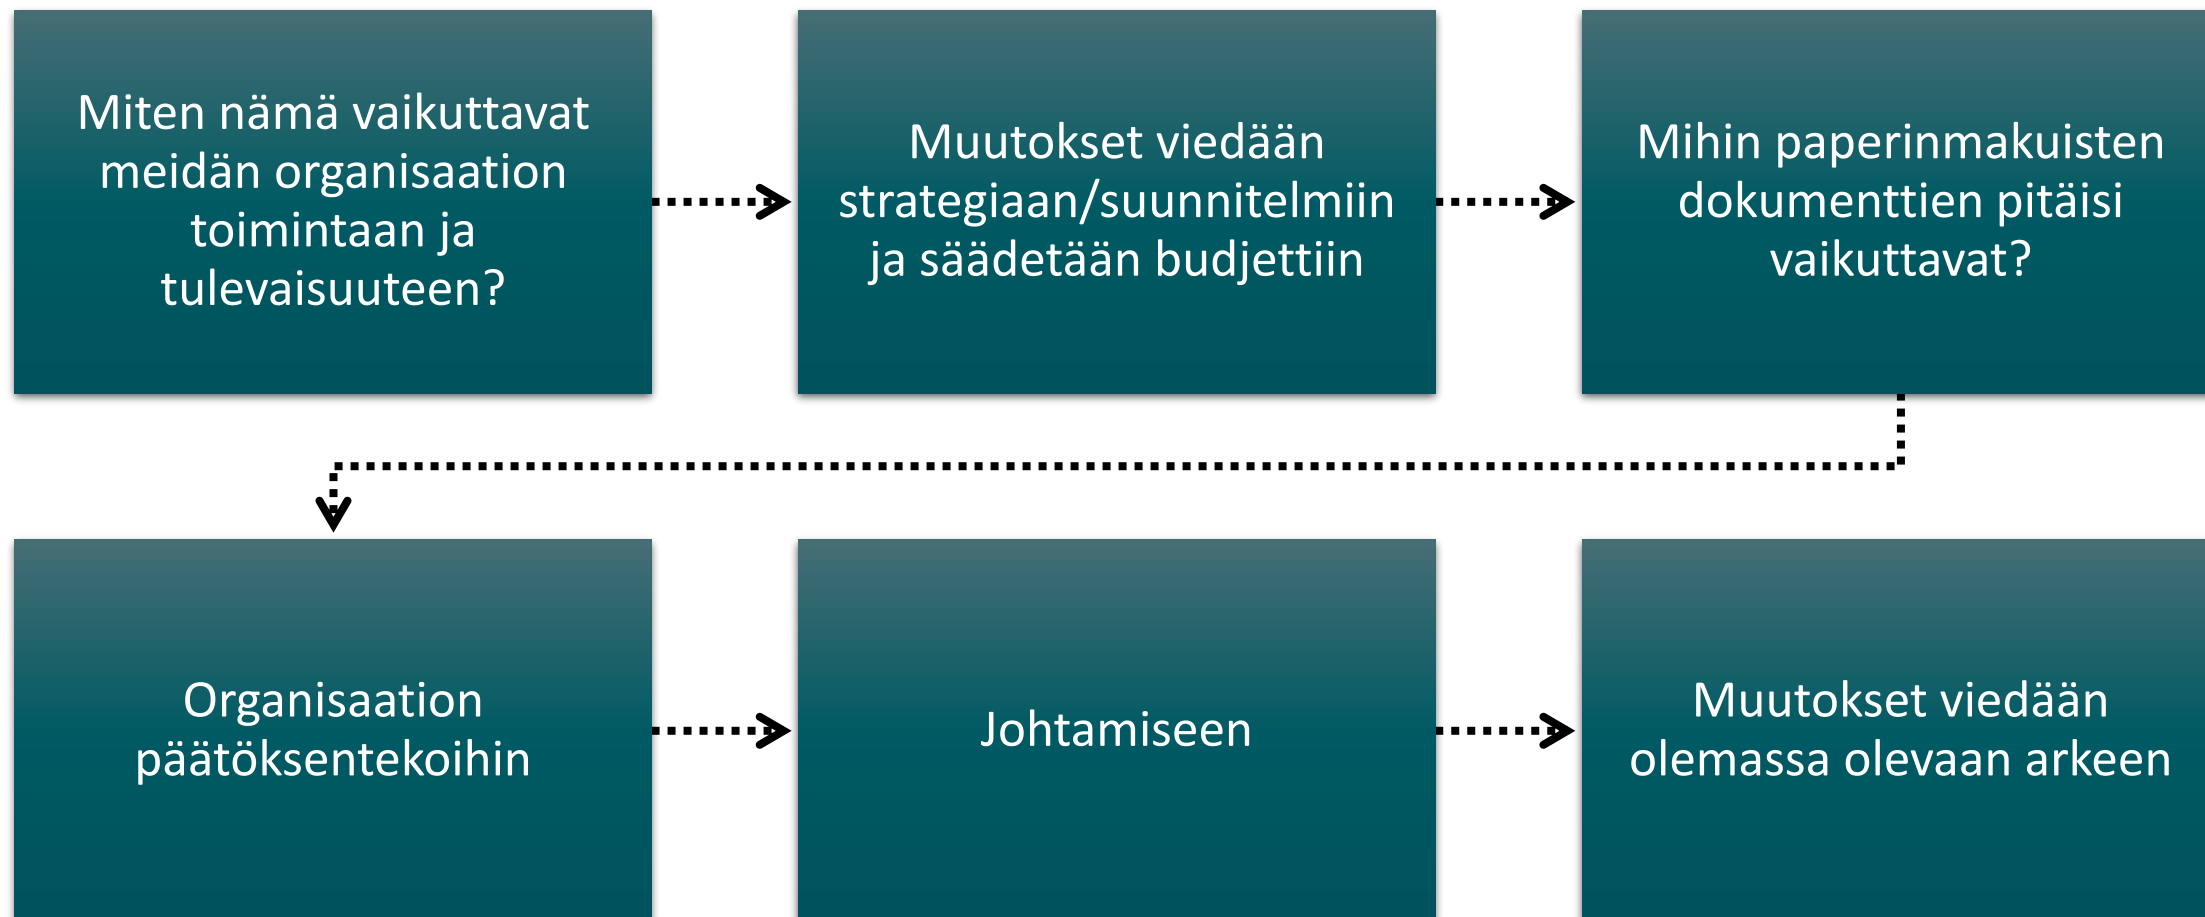 Miten nämä vaikuttavat
meidän organisaation
toimintaan ja
tulevaisuuteen?
Muutokset viedään
strategiaan/suunnitelmiin
ja säädetään budjettiin
Mihin paperinmakuisten
dokumenttien pitäisi
vaikuttavat?
Organisaation
päätöksentekoihin
Johtamiseen
Muutokset viedään
olemassa olevaan arkeen